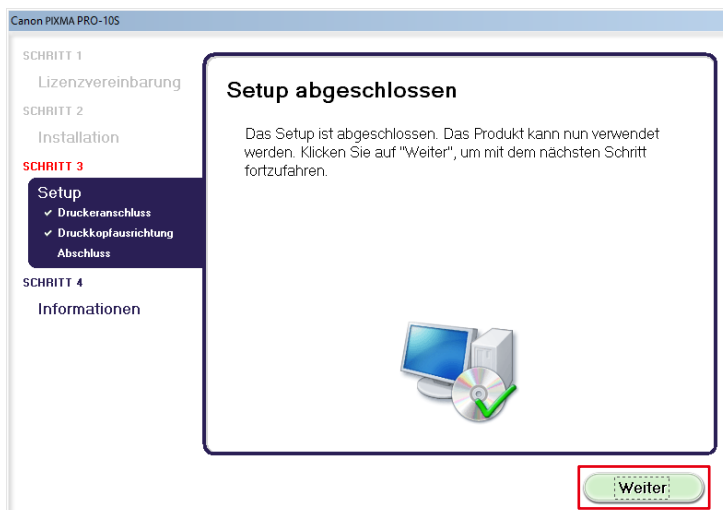 Canon PIXMA PRO-10S
SCHRITT 1
Lizenzvereinbarung
SCHRITT 2
Installation
SCHRITT 3
Setup
Druckeranschluss
Druckkopfausrichtung
Abschluss
SCHRITT 4
Informationen
Setup abgeschlossen
Das Setup ist abgeschlossen. Das Produkt kann nun verwendet
werden. Klicken Sie auf "Weiter", um mit dem nächsten Schritt
fortzufahren.
Weiter